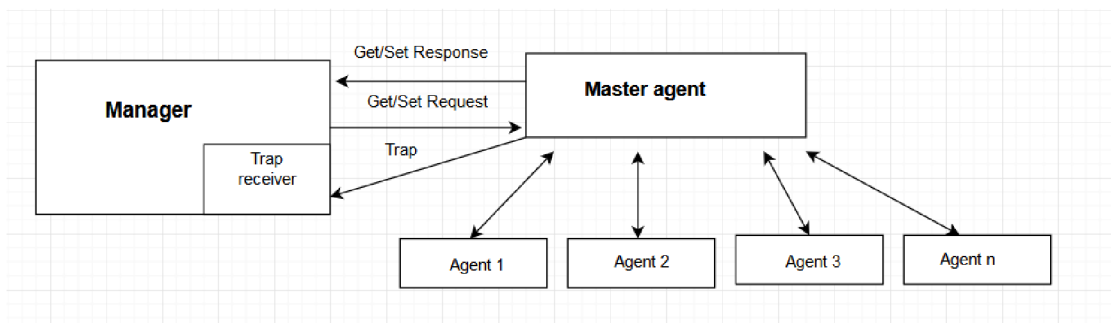 Get/Set Response
Manager
Master agent
Get/Set Request
Trap
Trap
receiver
Agent 1
Agent 2
Agent 3
Agent n